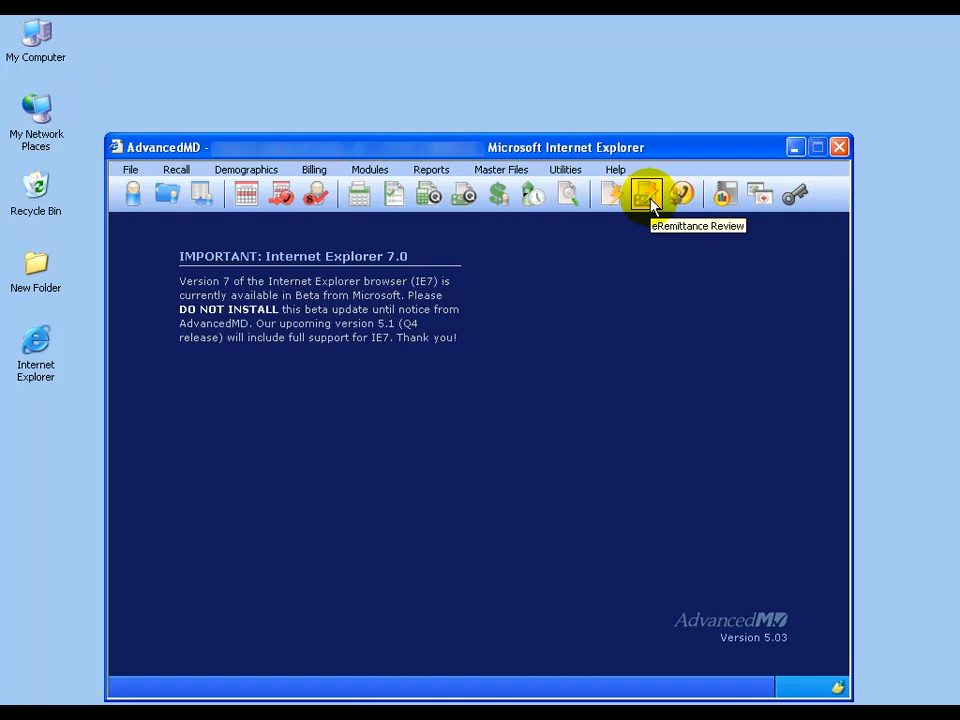 My Computer
My Network
Places
Recycle Bin
New Folder
Internet
Explorer
AdvancedMD - Microsoft Internet Explorer
File Recall Demographics Billing Modules Reports Master Files Utilities Help
eRemittance Review
IMPORTANT: Internet Explorer 7.0
Version 7 of the Internet Explorer browser (IE7) is
currently available in Beta from Microsoft. Please
DO NOT INSTALL this beta update until notice from
AdvancedMD. Our upcoming version 5.1 (Q4
release) will include full support for IE7. Thank you!
AdvancedMD
Version 5.03